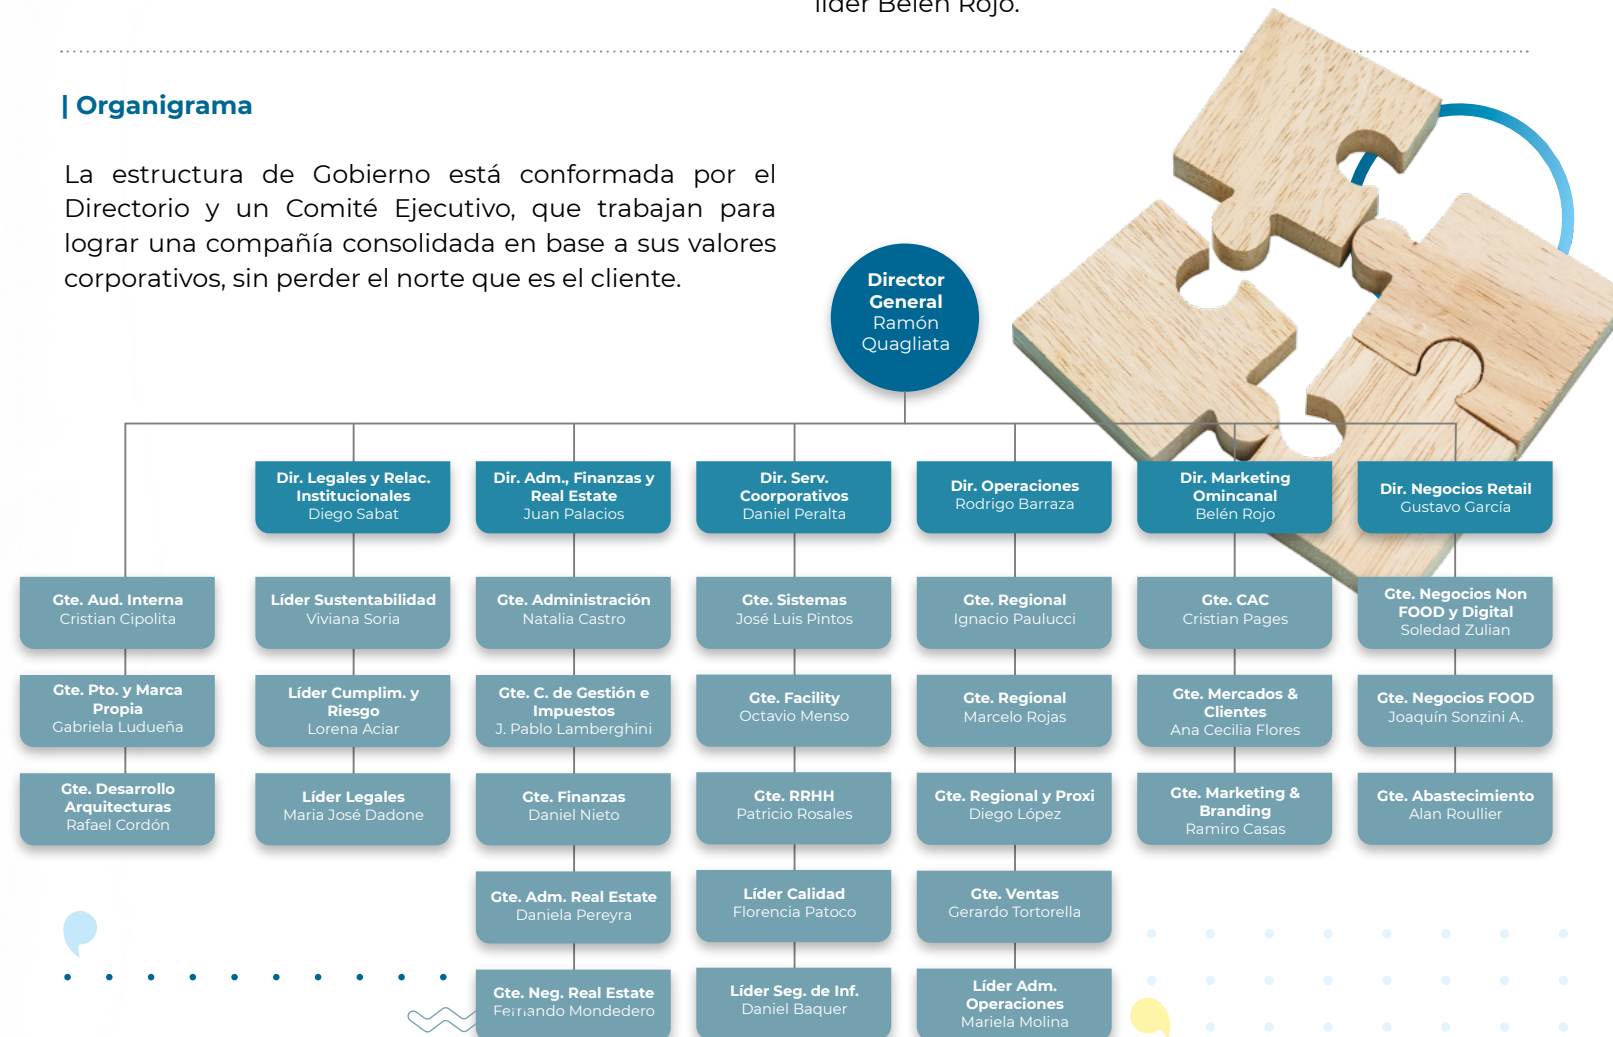 líder Belén Rojo.
| Organigrama
La estructura de Gobierno está conformada por el
Directorio y un Comité Ejecutivo, que trabajan para
lograr una compañía consolidada en base a sus valores
corporativos, sin perder el norte que es el cliente.
Director
General
Ramón
Quagliata
Dir. Legales y Relac.
Institucionales
Diego Sabat
Dir. Adm., Finanzas y
Real Estate
Juan Palacios
Dir. Serv.
Coorporativos
Daniel Peralta
Dir. Operaciones
Rodrigo Barraza
Dir. Marketing
Omincanal
Belén Rojo
Dir. Negocios Retail
Gustavo García
Gte. Aud. Interna
Cristian Cipolita
Líder Sustentabilidad
Viviana Soria
Gte. Administración
Natalia Castro
Gte. Sistemas
José Luis Pintos
Gte. Regional
Ignacio Paulucci
Gte. CAC
Cristian Pages
Gte. Negocios Non
FOOD y Digital
Soledad Zulian
Gte. Pto. y Marca
Propia
Gabriela Ludueña
Líder Cumplim. y
Riesgo
Lorena Aciar
Gte. C. de Gestión e
Impuestos
J. Pablo Lamberghini
Gte. Facility
Octavio Menso
Gte. Regional
Marcelo Rojas
Gte. Mercados &
Clientes
Ana Cecilia Flores
Gte. Negocios FOOD
Joaquín Sonzini A.
Gte. Desarrollo
Arquitecturas
Rafael Cordón
Líder Legales
Maria José Dadone
Gte. Finanzas
Daniel Nieto
Gte. RRHH
Patricio Rosales
Gte. Regional y Proxi
Diego López
Gte. Marketing &
Branding
Ramiro Casas
Gte. Abastecimiento
Alan Roullier
Gte. Adm. Real Estate
Daniela Pereyra
Líder Calidad
Florencia Patoco
Gte. Ventas
Gerardo Tortorella
Gte. Neg. Real Estate
Fernando Mondedero
Líder Seg. de Inf.
Daniel Baquer
Líder Adm.
Operaciones
Mariela Molina